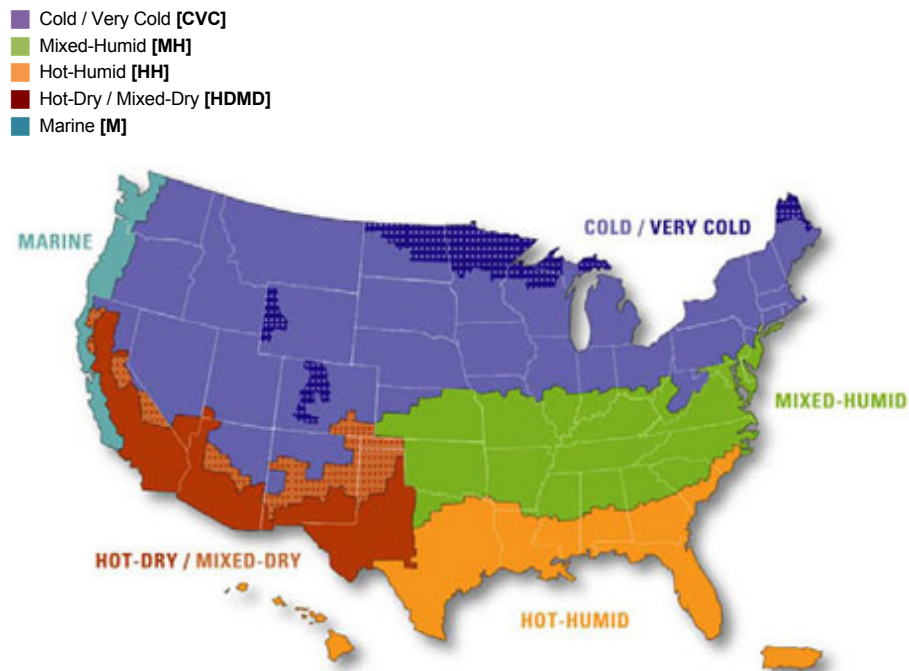 Cold / Very Cold [CVC]
Mixed-Humid [MH]
Hot-Humid [HH]
Hot-Dry / Mixed-Dry [HDMD]
Marine [M]
COLD / VERY COLD
MARINE
MIXED-HUMID
HOT-DRY / MIXED-DRY
HOT-HUMID